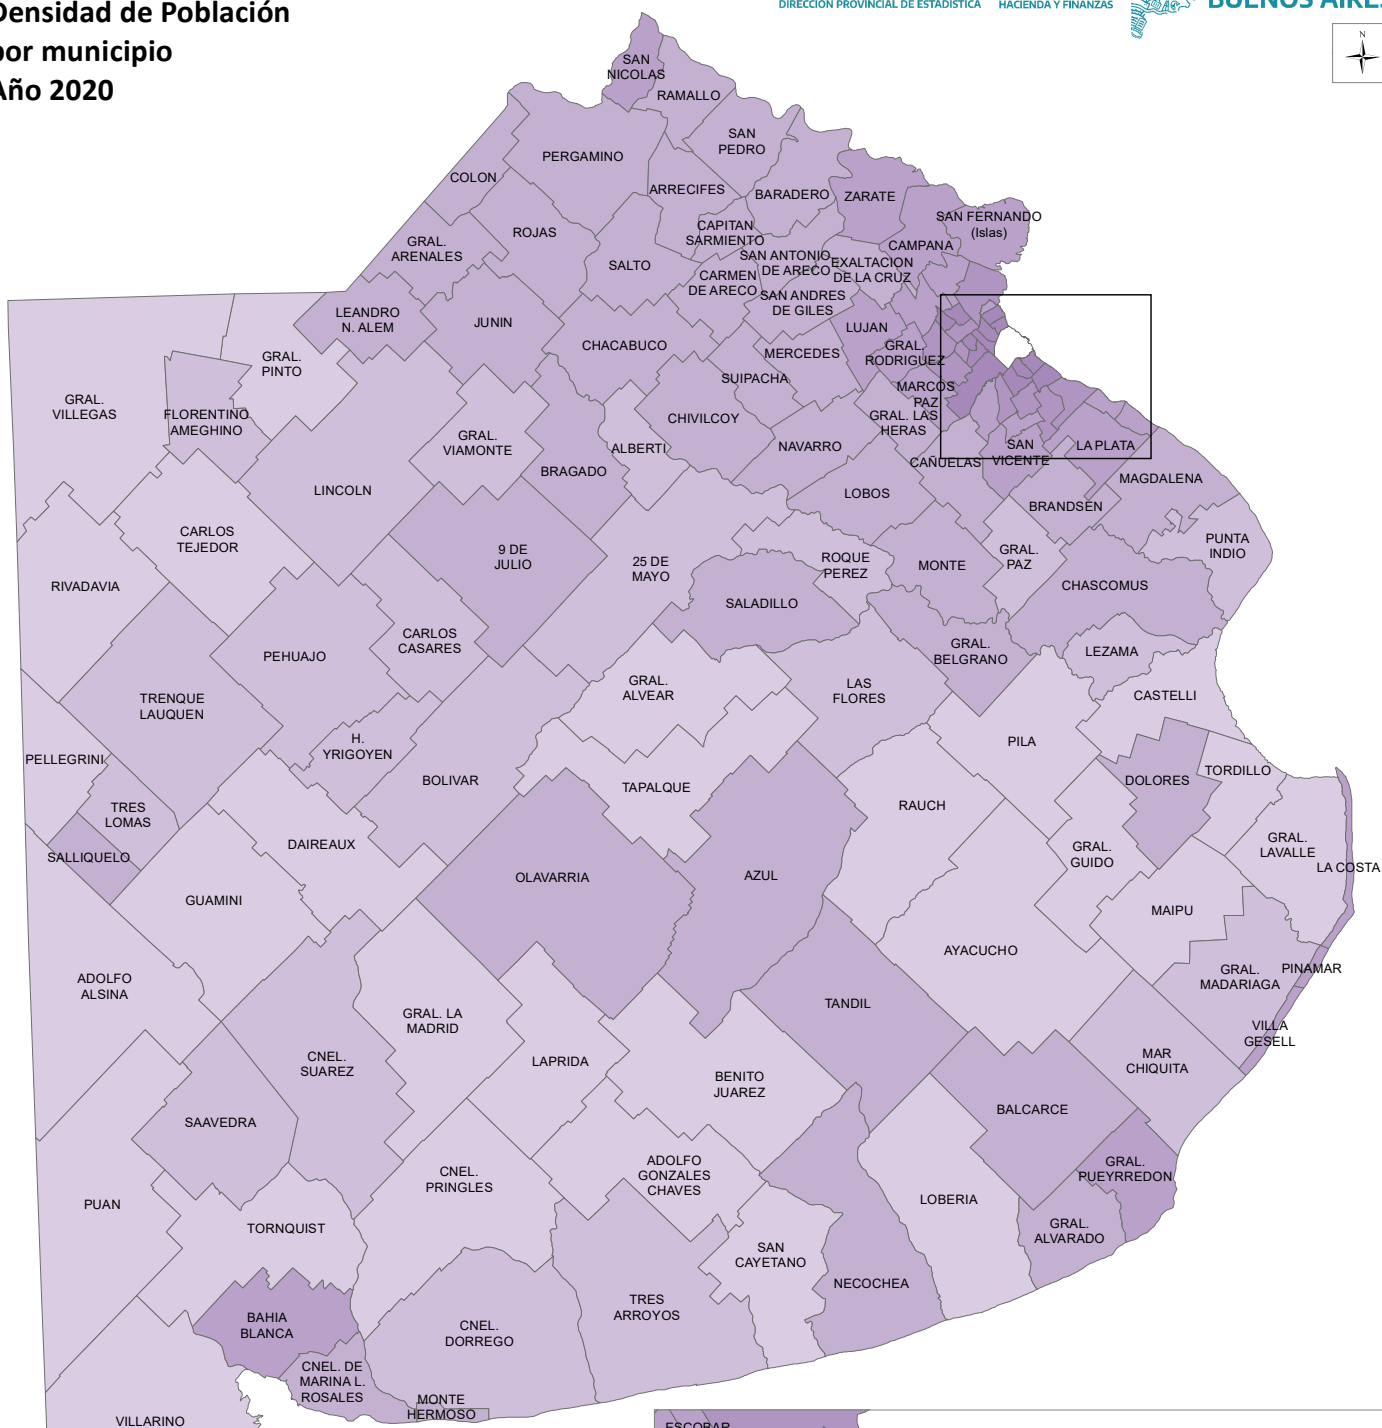 Densidad de Población
por municipio
Año 2020
DIRECCIÓN PROVINCIAL DE ESTADÍSTICA
HACIENDA Y FINANZAS
BUENOS AIRES
N
SAN
NICOLAS
RAMALLO
SAN
PEDRO
PERGAMINO
COLON
ARRECIFES
BARADERO
ZARATE
SAN FERNANDO
(Islas)
CAPITAN
SARMIENTO
ROJAS
GRAL.
ARENALES
CAMPANA
SALTO
SAN ANTONIO
DE ARECO
EXALTACION
DE LA CRUZ
CARMEN
DE ARECO
SAN ANDRES
DE GILES
LEANDRO
N. ALEM
JUNIN
LUJAN
CHACABUCO
MERCEDES
GRAL.
RODRIGUEZ
GRAL.
PINTO
SUIPACHA
MARCOS
PAZ
GRAL.
VILLEGAS
FLORENTINO
AMEGHINO
CHIVILCOY
GRAL. LAS
HERAS
GRAL.
VIAMONTE
ALBERTI
NAVARRO
SAN
VICENTE
LA PLATA
BRAGADO
CAÑUELAS
MAGDALENA
LINCOLN
LOBOS
BRANDSEN
CARLOS
TEJEDOR
PUNTA
INDIO
9 DE
JULIO
25 DE
MAYO
ROQUE
PEREZ
MONTE
GRAL.
PAZ
RIVADAVIA
CHASCOMUS
SALADILLO
CARLOS
CASARES
PEHUAJO
GRAL.
BELGRANO
LEZAMA
GRAL.
ALVEAR
LAS
FLORES
CASTELLI
TRENQUE
LAUQUEN
H.
YRIGOYEN
PILA
PELLEGRINI
BOLIVAR
TAPALQUE
DOLORES
TORDILLO
TRES
LOMAS
RAUCH
DAIREAUX
GRAL.
GUIDO
GRAL.
LAVALLE
SALLIQUELO
LA COSTA
OLAVARRIA
AZUL
GUAMINI
MAIPU
AYACUCHO
ADOLFO
ALSINA
GRAL.
MADARIAGA
PINAMAR
TANDIL
GRAL. LA
MADRID
VILLA
GESELL
CNEL.
SUAREZ
LAPRIDA
MAR
CHIQUITA
BENITO
JUAREZ
BALCARCE
SAAVEDRA
ADOLFO
GONZALES
CHAVES
GRAL.
PUEYRREDON
CNEL.
PRINGLES
LOBERIA
PUAN
TORNQUIST
GRAL.
ALVARADO
SAN
CAYETANO
NECOCHEA
TRES
ARROYOS
BAHIA
BLANCA
CNEL.
DORREGO
CNEL. DE
MARINA L.
ROSALES
MONTE
HERMOSO
VILLARINO
ESCOBAR